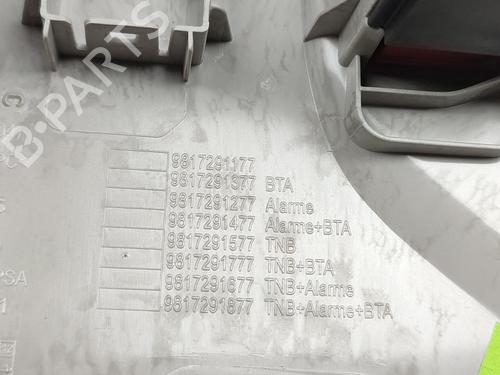 B-PARTS
C
9817291177
9817291377 BTA
9817291277 Alarme
9817291477 Alarme+BTA
9817291577 TNB
9817291777 TNB+BTA
9817291677 TNB+Alarme
9817291877 TNB+Alarme+BTA
PSA